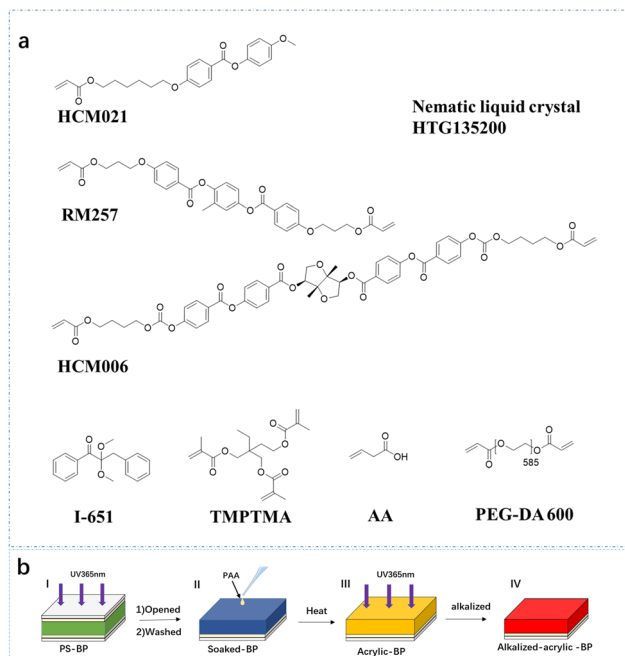 a
HCM021
Nematic liquid crystal
HTG135200
RM257
HCM006
I-651
TMPTMA
AA
PEG-DA 600
585
b
I
UV365nm
PS-BP
1)Opened
2)Washed
II
PAA
Soaked-BP
Heat
III
UV365nm
Acrylic-BP
alkalized
IV
Alkalized-acrylic -BP